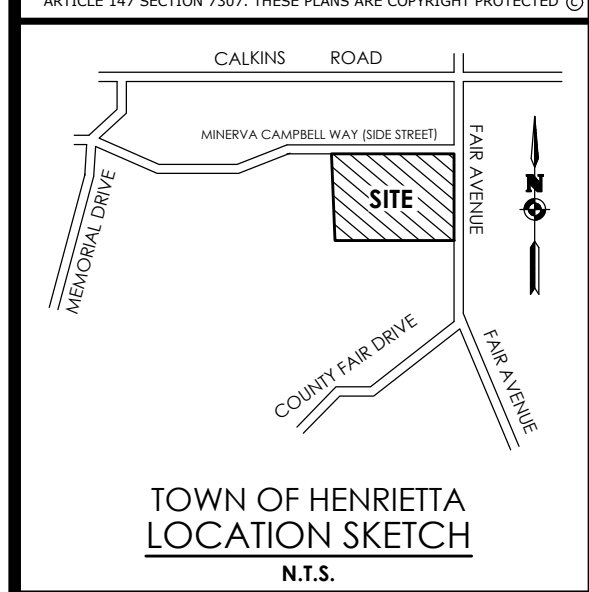 ARTICLE 147 SECTION 7307. THESE PLANS ARE COPYRIGHT PROTECTED ©
CALKINS ROAD
MINERVA CAMPBELL WAY (SIDE STREET)
FAIR AVENUE
SITE
N
MEMORIAL DRIVE
COUNTY FAIR DRIVE
FAIR AVENUE
TOWN OF HENRIETTA
LOCATION SKETCH
N.T.S.